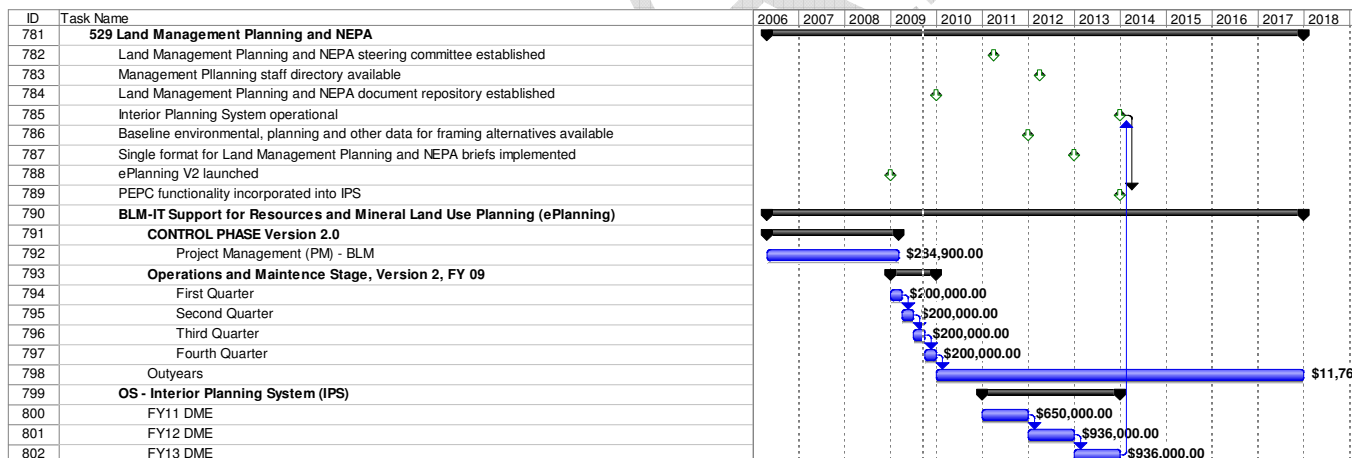 ID Task Name 2006 2007 2008 2009 2010 2011 2012 2013 2014 2015 2016 2017 2018
781 529 Land Management Planning and NEPA
782 Land Management Planning and NEPA steering committee established
783 Management Pllanning staff directory available
784 Land Management Planning and NEPA document repository established
785 Interior Planning System operational
786 Baseline environmental, planning and other data for framing alternatives available
787 Single format for Land Management Planning and NEPA briefs implemented
788 ePlanning V2 launched
789 PEPC functionality incorporated into IPS
790 BLM-IT Support for Resources and Mineral Land Use Planning (ePlanning)
791 CONTROL PHASE Version 2.0
792 Project Management (PM) - BLM $234,900.00
793 Operations and Maintence Stage, Version 2, FY 09
794 First Quarter $200,000.00
795 Second Quarter $200,000.00
796 Third Quarter $200,000.00
797 Fourth Quarter $200,000.00
798 Outyears $11,76
799 OS - Interior Planning System (IPS)
800 FY11 DME $650,000.00
801 FY12 DME $936,000.00
802 FY13 DME $936,000.00